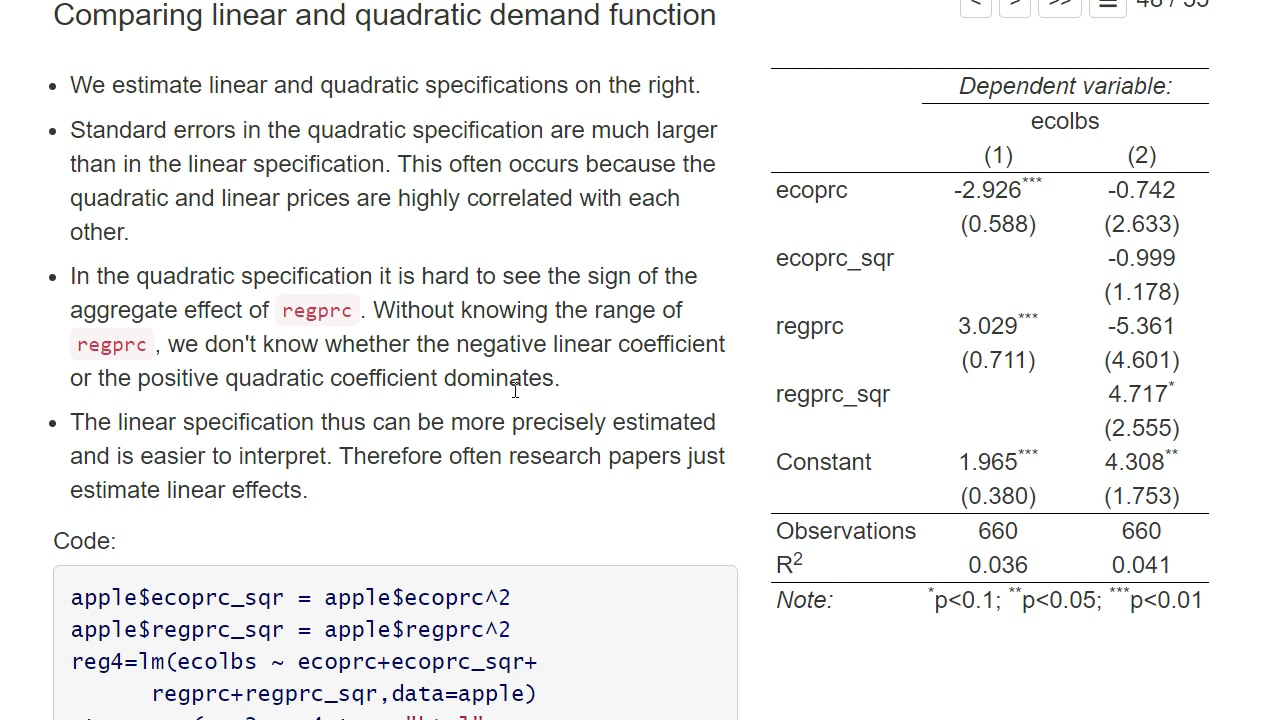 Comparing linear and quadratic demand function
< > >> ☰ 48 / 55
• We estimate linear and quadratic specifications on the right.
• Standard errors in the quadratic specification are much larger
than in the linear specification. This often occurs because the
quadratic and linear prices are highly correlated with each
other.
• In the quadratic specification it is hard to see the sign of the
aggregate effect of regprc . Without knowing the range of
regprc , we don't know whether the negative linear coefficient
or the positive quadratic coefficient dominates.
• The linear specification thus can be more precisely estimated
and is easier to interpret. Therefore often research papers just
estimate linear effects.
Code:
apple$ecoprc_sqr = apple$ecoprc^2
apple$regprc_sqr = apple$regprc^2
reg4=lm(ecolbs ~ ecoprc+ecoprc_sqr+
regprc+regprc_sqr,data=apple)
Dependent variable:
ecolbs
(1) (2)
ecoprc -2.926*** -0.742
(0.588) (2.633)
ecoprc_sqr -0.999
(1.178)
regprc 3.029*** -5.361
(0.711) (4.601)
regprc_sqr 4.717*
(2.555)
Constant 1.965*** 4.308**
(0.380) (1.753)
Observations 660 660
R2 0.036 0.041
Note: *p<0.1; **p<0.05; ***p<0.01